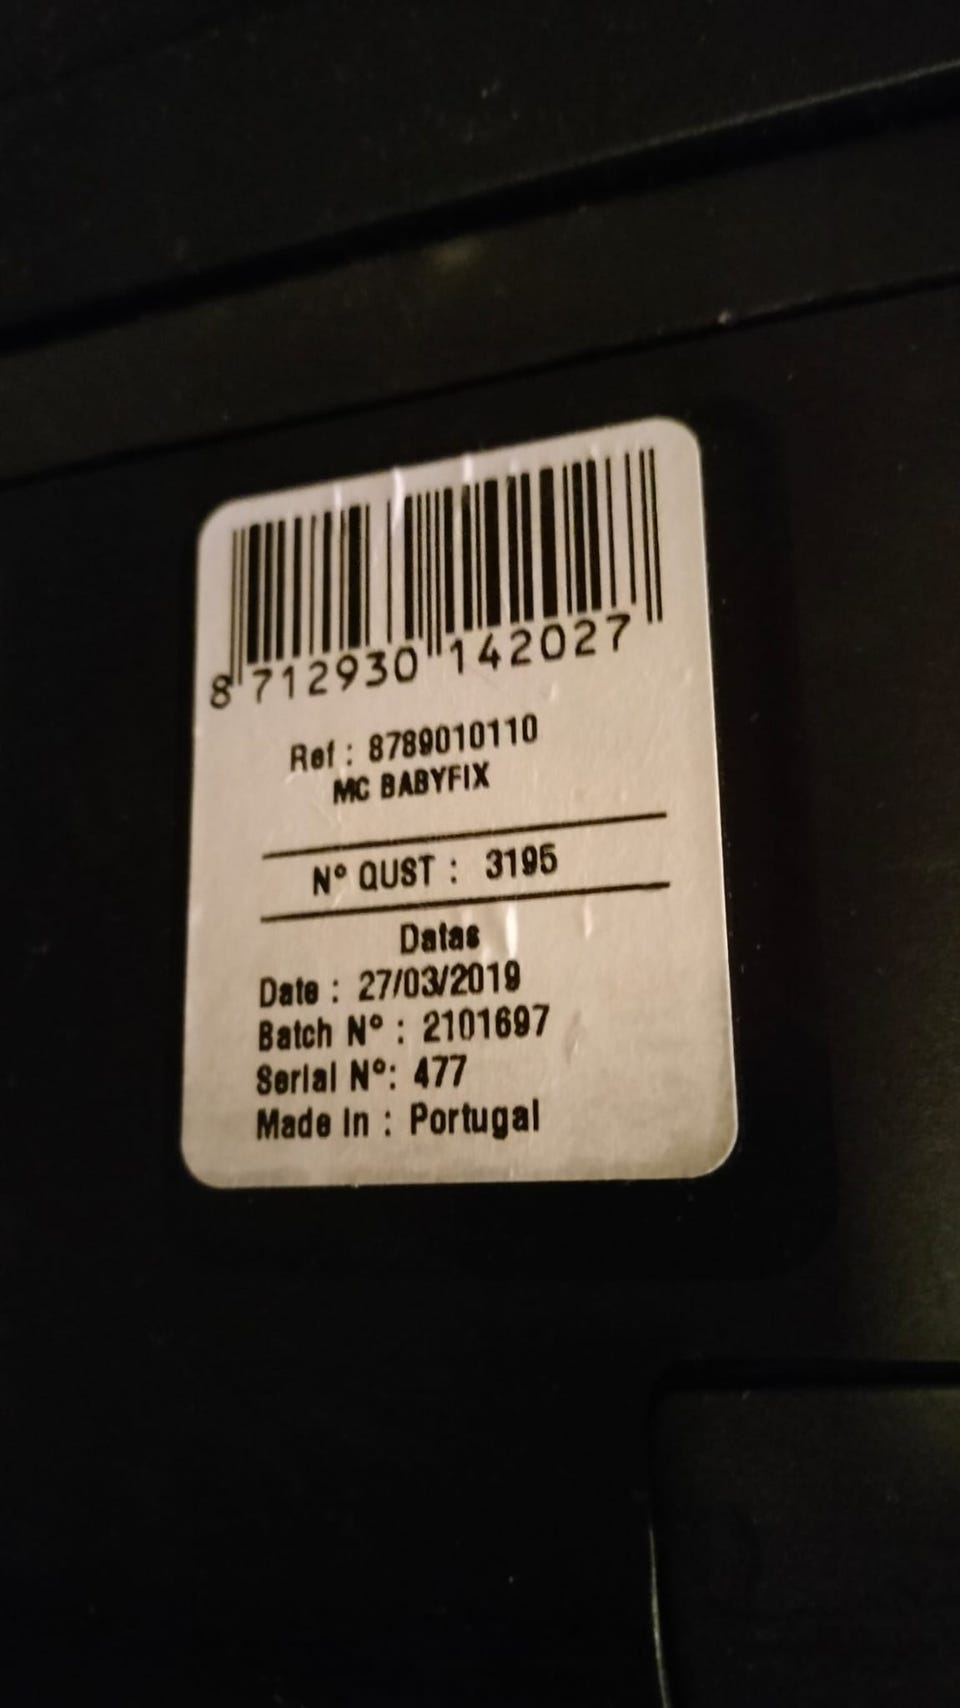 8 712930 142027
Ref : 8789010110
MC BABYFIX
N° QUST : 3195
Datas
Date : 27/03/2019
Batch N° : 2101697
Serial N°: 477
Made In : Portugal